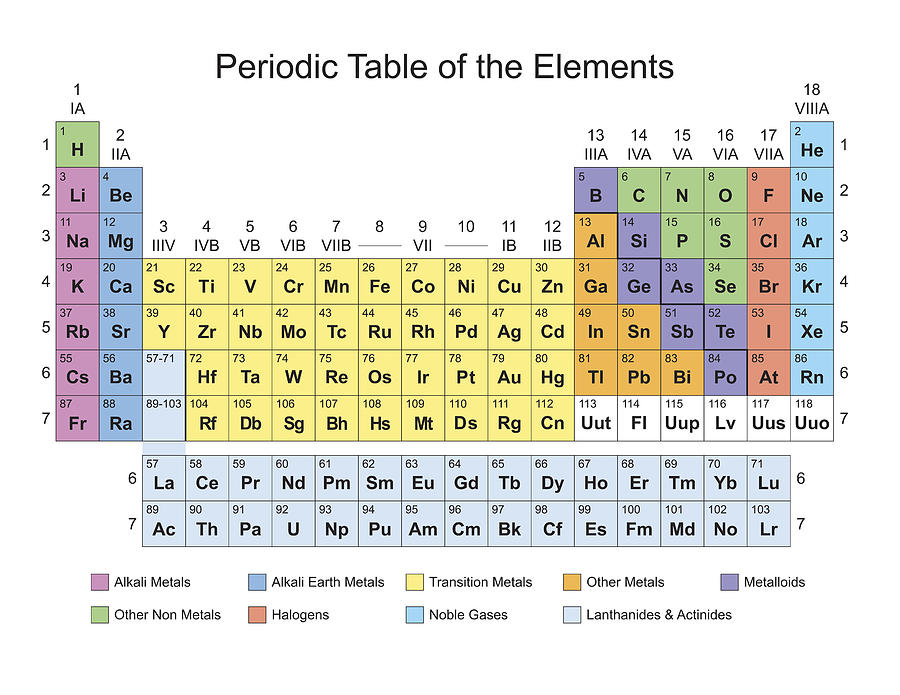 Periodic Table of the Elements
1 18
IA VIIIA
1 2
1 H 2 13 14 15 16 17 He 1
IIA IIIA IVA VA VIA VIIA
3 4 5 6 7 8 9 10
2 Li Be B C N O F Ne 2
11 12 13 14 15 16 17 18
3 Na Mg 3 4 5 6 7 8 9 10 11 12 Al Si P S Cl Ar 3
IIIV IVB VB VIB VIIB VII IB IIB
19 20 21 22 23 24 25 26 27 28 29 30 31 32 33 34 35 36
4 K Ca Sc Ti V Cr Mn Fe Co Ni Cu Zn Ga Ge As Se Br Kr 4
37 38 39 40 41 42 43 44 45 46 47 48 49 50 51 52 53 54
5 Rb Sr Y Zr Nb Mo Tc Ru Rh Pd Ag Cd In Sn Sb Te I Xe 5
55 56 57-71 72 73 74 75 76 77 78 79 80 81 82 83 84 85 86
6 Cs Ba Hf Ta W Re Os Ir Pt Au Hg Tl Pb Bi Po At Rn 6
87 88 89-103 104 105 106 107 108 109 110 111 112 113 114 115 116 117 118
7 Fr Ra Rf Db Sg Bh Hs Mt Ds Rg Cn Uut Fl Uup Lv Uus Uuo 7
57 58 59 60 61 62 63 64 65 66 67 68 69 70 71
6 La Ce Pr Nd Pm Sm Eu Gd Tb Dy Ho Er Tm Yb Lu 6
89 90 91 92 93 94 95 96 97 98 99 100 101 102 103
7 Ac Th Pa U Np Pu Am Cm Bk Cf Es Fm Md No Lr 7
Alkali Metals Alkali Earth Metals Transition Metals Other Metals Metalloids
Other Non Metals Halogens Noble Gases Lanthanides & Actinides